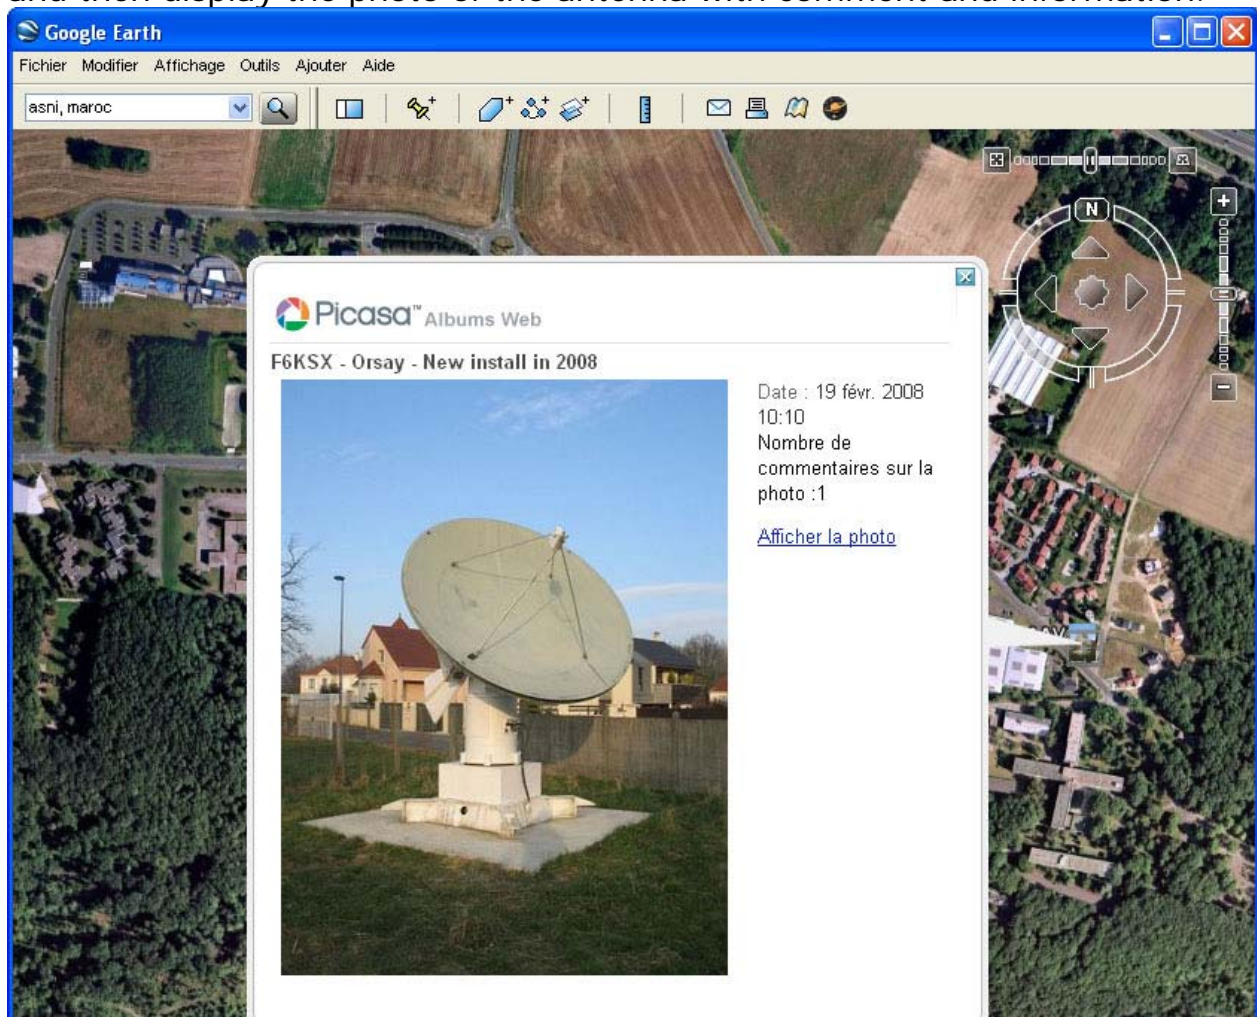 and then display the photo of the antenna with comment and information.
Google Earth
Fichier Modifier Affichage Outils Ajouter Aide
asni, maroc
N
Picasa™ Albums Web
F6KSX - Orsay - New install in 2008
Date : 19 févr. 2008
10:10
Nombre de
commentaires sur la
photo :1
Afficher la photo